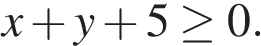 x + y + 5 ≥ 0.